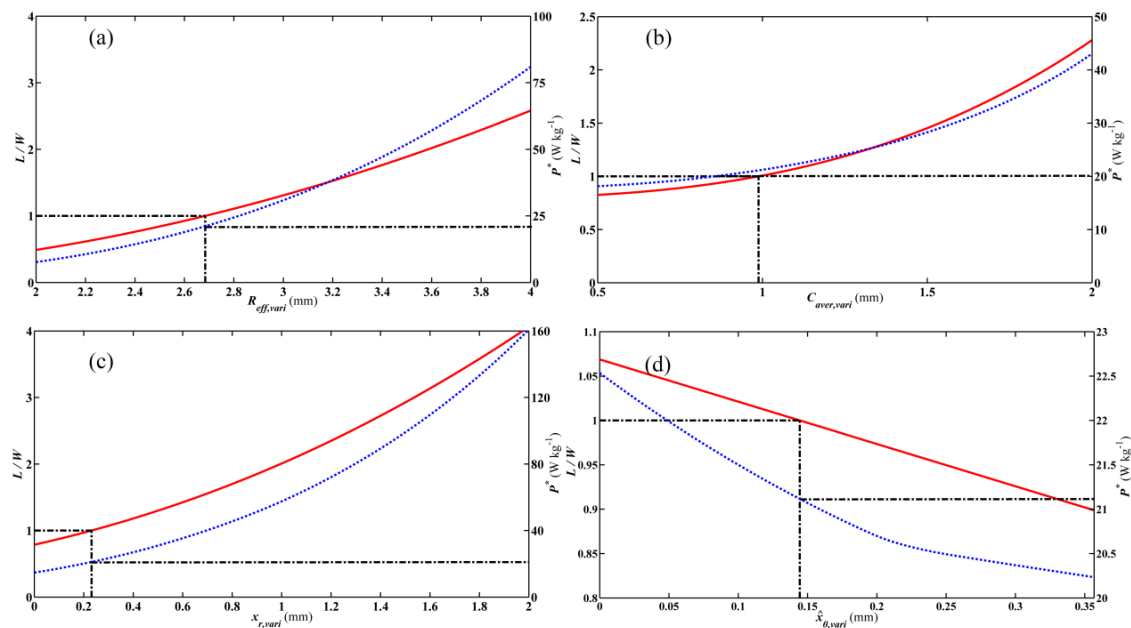 (a)
4
3
2
1
0
L/W
100
75
50
25
0
P* (W kg-1)
2 2.2 2.4 2.6 2.8 3 3.2 3.4 3.6 3.8 4
Reff,vari (mm)
(b)
2.5
2
1.5
1
0.5
0
L/W
50
40
30
20
10
0
P* (W kg-1)
0.5 1 1.5 2
Caver,vari (mm)
(c)
4
3
2
1
0
L/W
160
120
80
40
0
P* (W kg-1)
0 0.2 0.4 0.6 0.8 1 1.2 1.4 1.6 1.8 2
xr,vari (mm)
(d)
1.1
1.05
1
0.95
0.9
0.85
0.8
L/W
23
22.5
22
21.5
21
20.5
20
P* (W kg-1)
0 0.05 0.1 0.15 0.2 0.25 0.3 0.35
x̂0,vari (mm)